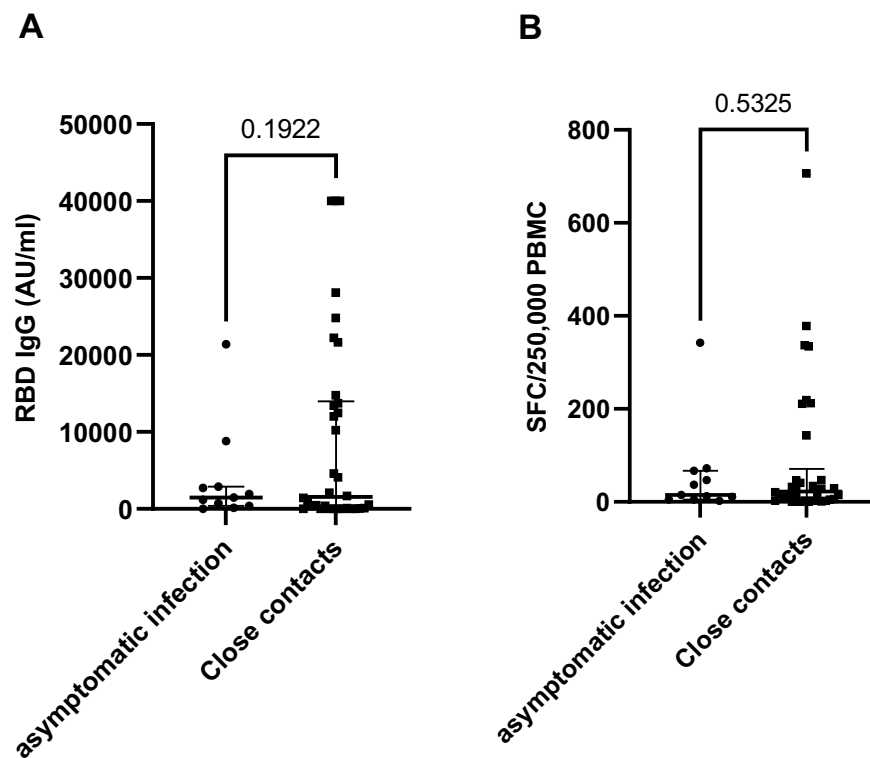 A
0.1922
50000
40000
30000
20000
10000
0
RBD IgG (AU/ml)
asymptomatic infection
Close contacts
B
0.5325
800
600
400
200
0
SFC/250,000 PBMC
asymptomatic infection
Close contacts